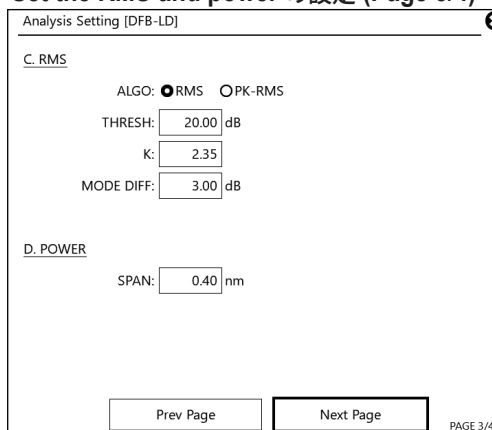 Set the RMS and power の設定 (Page 3/4)
Analysis Setting [DFB-LD]
C. RMS
ALGO: RMS PK-RMS
THRESH: 20.00 dB
K: 2.35
MODE DIFF: 3.00 dB
D. POWER
SPAN: 0.40 nm
Prev Page Next Page
PAGE 3/4